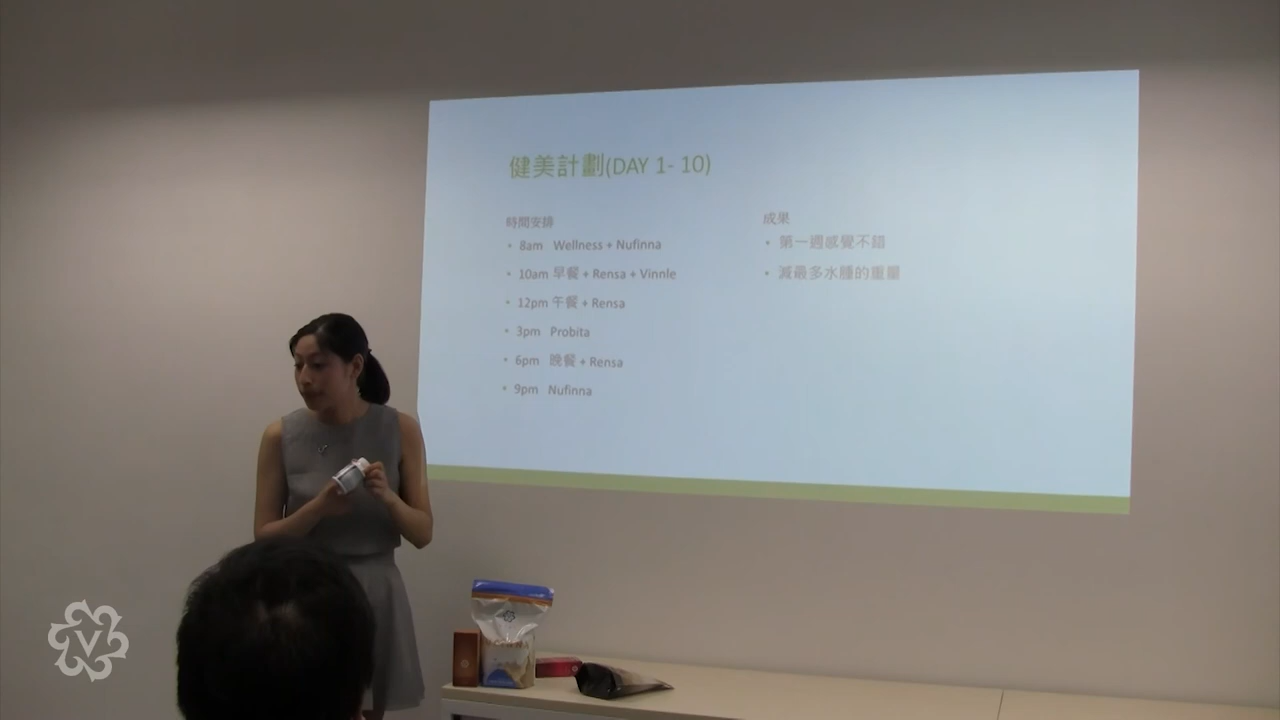 健美計劃(DAY 1- 10)
時間安排
• 8am Wellness + Nufinna
• 10am 早餐 + Rensa + Vinnle
• 12pm 午餐 + Rensa
• 3pm Probita
• 6pm 晚餐 + Rensa
• 9pm Nufinna
成果
• 第一週感覺不錯
• 減最多水腫的重量
V